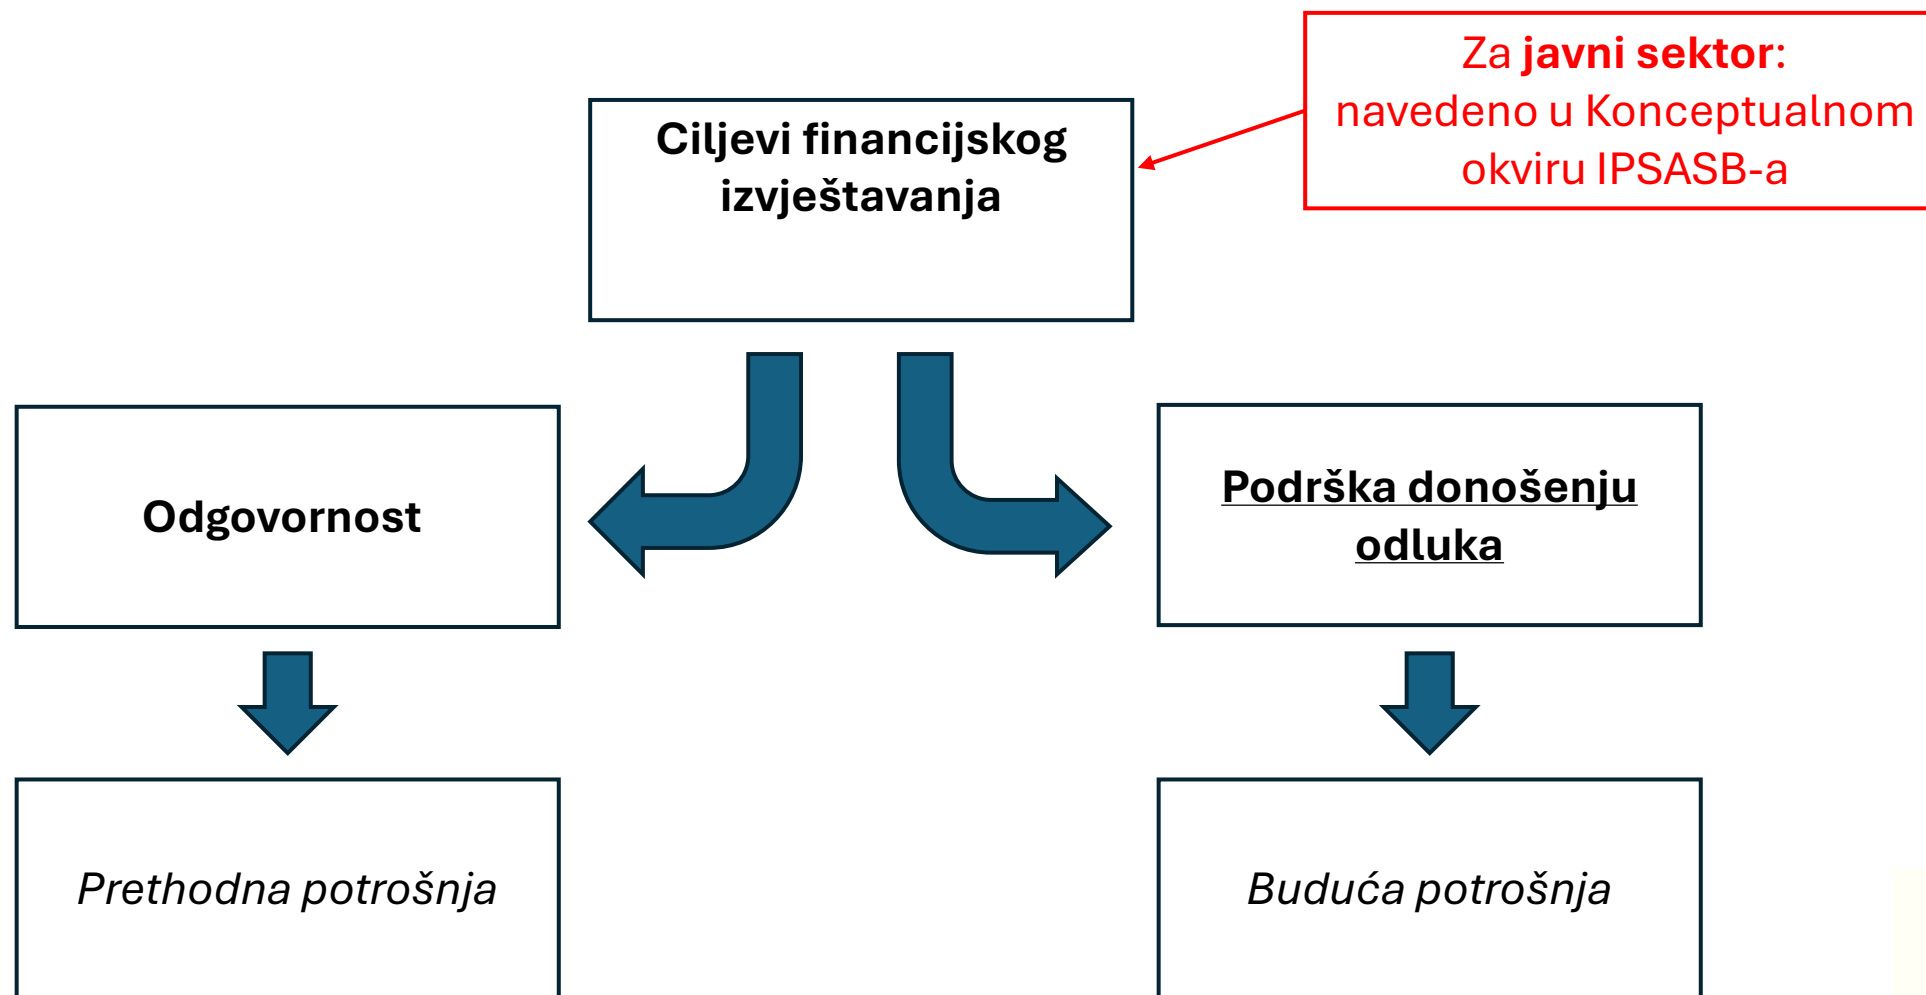 Za javni sektor:
navedeno u Konceptualnom
okviru IPSASB-a
Ciljevi financijskog
izvještavanja
Odgovornost
Podrška donošenju
odluka
Prethodna potrošnja
Buduća potrošnja